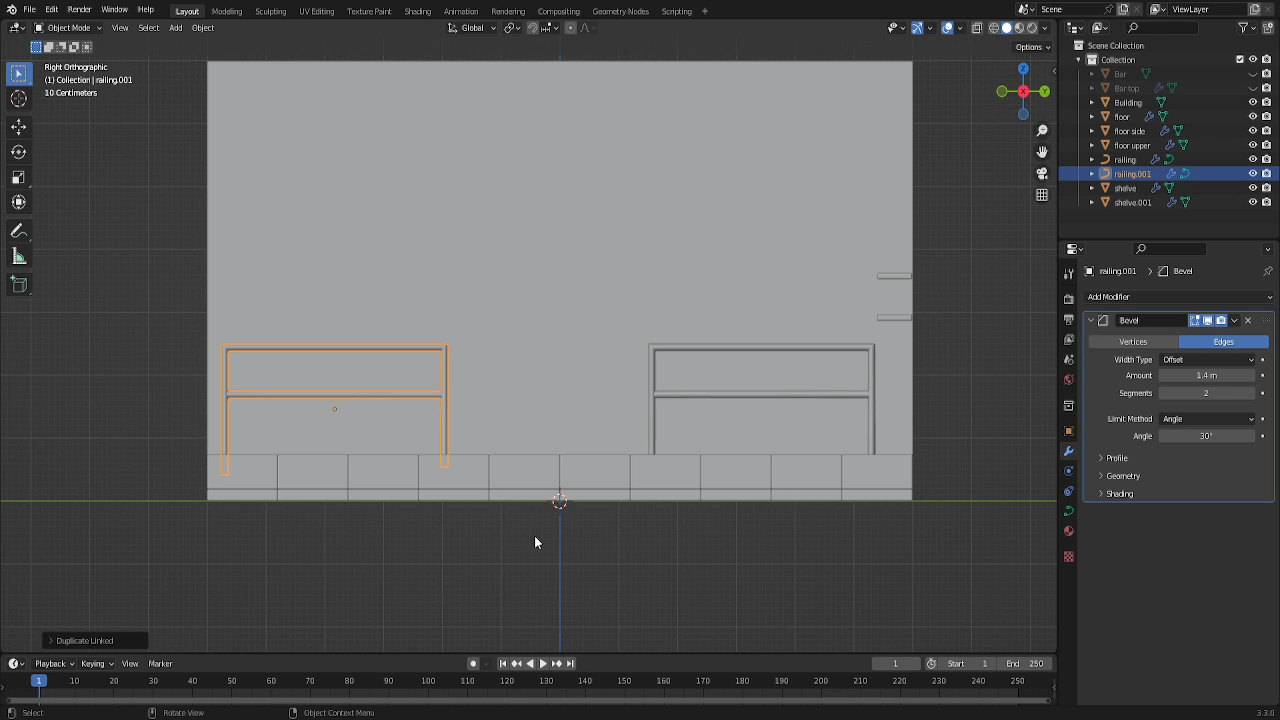 File Edit Render Window Help Layout Modeling Sculpting UV Editing Texture Paint Shading Animation Rendering Compositing Geometry Nodes Scripting + Scene ViewLayer
Object Mode View Select Add Object Global
Options
Right Orthographic
(1) Collection | railing.001
10 Centimeters
Z
X
Y
Scene Collection
Collection
Bar
Bar top
Building
floor
floor side
floor upper
railing
railing.001
shelve
shelve.001
railing.001 > Bevel
Add Modifier
Bevel
Vertices Edges
Width Type Offset
Amount 1.4 m
Segments 2
Limit Method Angle
Angle 30°
Profile
Geometry
Shading
> Duplicate Linked
Playback Keying View Marker 1 Start 1 End 250
1 10 20 30 40 50 60 70 80 90 100 110 120 130 140 150 160 170 180 190 200 210 220 230 240 250
Select Rotate View Object Context Menu 3.3.0